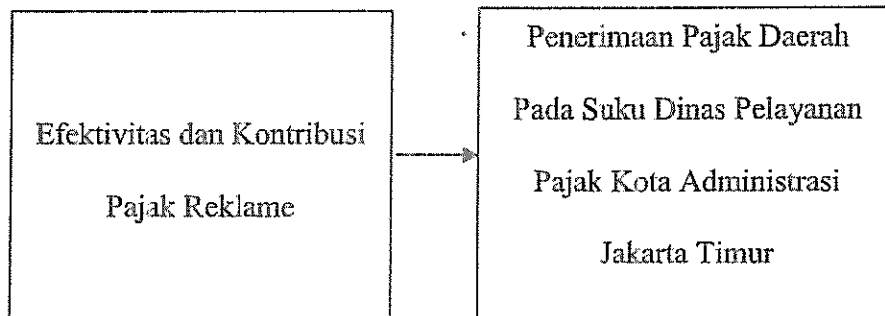 Efektivitas dan Kontribusi
Pajak Reklame
Penerimaan Pajak Daerah
Pada Suku Dinas Pelayanan
Pajak Kota Administrasi
Jakarta Timur